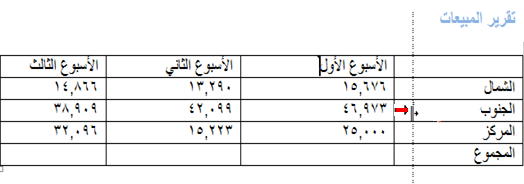 تقرير المبيعات
الأسبوع الأول الأسبوع الثاني الأسبوع الثالث
الشمال ١٥,٦٧٦ ١٣,٢٩٠ ١٤,٨٦٦
الجنوب ٤٦,٩٧٣ ٤٢,٠٩٩ ٣٨,٩٠٩
المركز ٢٥,٠٠٠ ١٥,٢٢٣ ٣٢,٠٩٦
المجموع